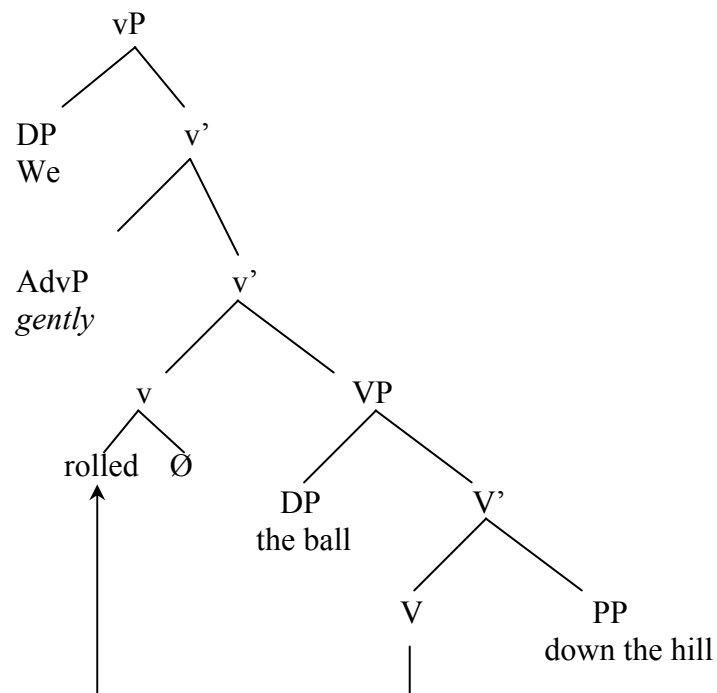 vP
DP
v’
We
AdvP
v’
gently
v
VP
rolled Ø
DP
V’
the ball
V
PP
down the hill